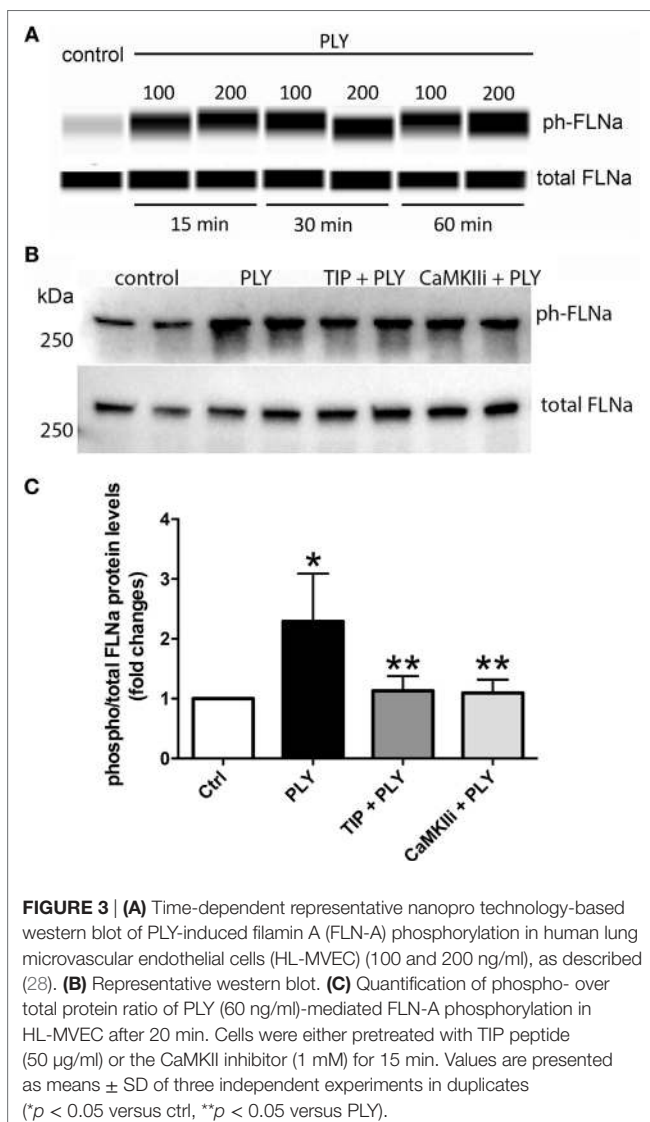 A
PLY
control
100 200 100 200 100 200
ph-FLNa
total FLNa
15 min 30 min 60 min
B
control PLY TIP + PLY CaMKIIi + PLY
kDa
ph-FLNa
250
total FLNa
250
C
phospho/total FLNa protein levels
(fold changes)
4
3
2
1
0
*
**
**
Ctrl
PLY
TIP + PLY
CaMKIIi + PLY
FIGURE 3 | (A) Time-dependent representative nanopro technology-based
western blot of PLY-induced filamin A (FLN-A) phosphorylation in human lung
microvascular endothelial cells (HL-MVEC) (100 and 200 ng/ml), as described
(28). (B) Representative western blot. (C) Quantification of phospho- over
total protein ratio of PLY (60 ng/ml)-mediated FLN-A phosphorylation in
HL-MVEC after 20 min. Cells were either pretreated with TIP peptide
(50 µg/ml) or the CaMKII inhibitor (1 mM) for 15 min. Values are presented
as means ± SD of three independent experiments in duplicates
(*p < 0.05 versus ctrl, **p < 0.05 versus PLY).